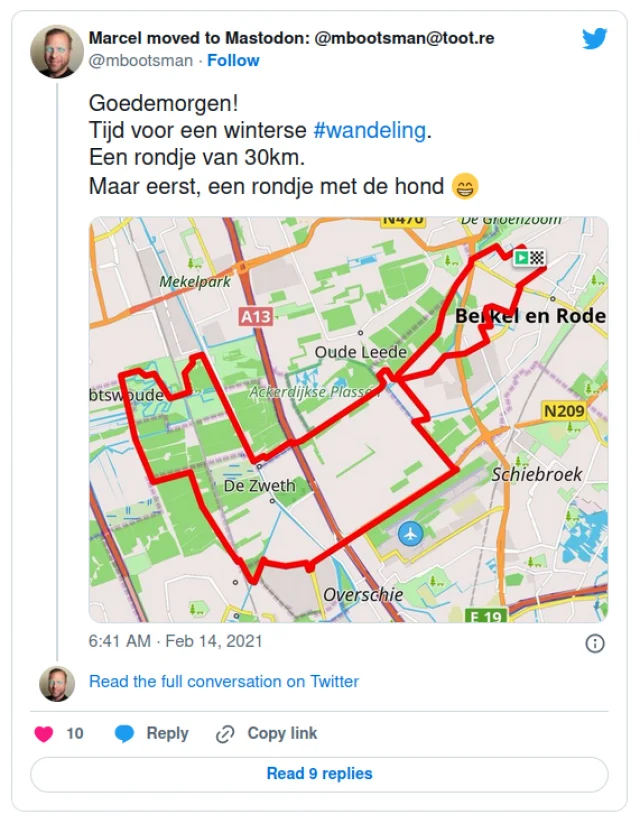 Marcel moved to Mastodon: @mbootsman@toot.re
@mbootsman · Follow
Goedemorgen!
Tijd voor een winterse #wandeling.
Een rondje van 30km.
Maar eerst, een rondje met de hond 😁
N470
De Groenzoom
Mekelpark
A13
Berkel en Rode
Oude Leede
btswoude
Ackerdijkse Plasse
N209
De Zweth
Schiebroek
Overschie
E 19
6:41 AM · Feb 14, 2021
Read the full conversation on Twitter
10 Reply Copy link
Read 9 replies